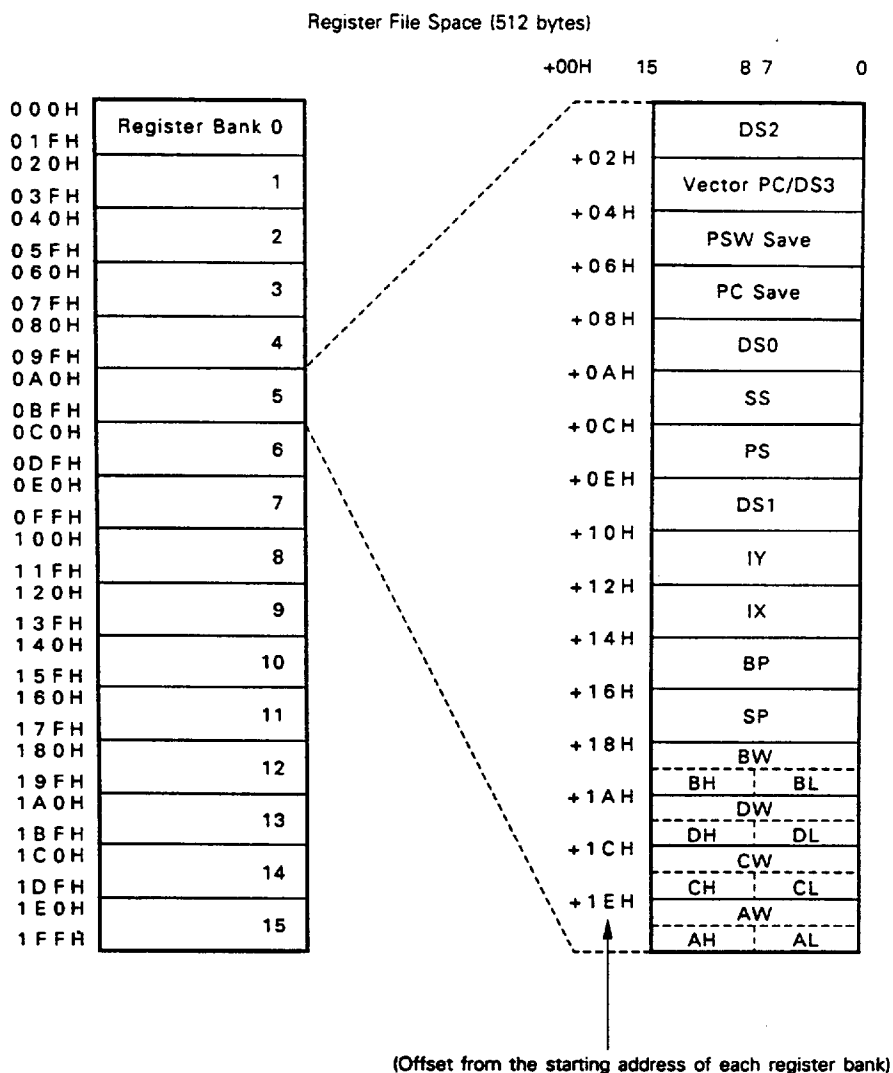 Register File Space (512 bytes)
+00H 15 8 7 0
000H
Register Bank 0
01FH
020H
1
03FH
040H
2
05FH
060H
3
07FH
080H
4
09FH
0A0H
5
0BFH
0C0H
6
0DFH
0E0H
7
0FFH
100H
8
11FH
120H
9
13FH
140H
10
15FH
160H
11
17FH
180H
12
19FH
1A0H
13
1BFH
1C0H
14
1DFH
1E0H
15
1FFH
DS2
+02H
Vector PC/DS3
+04H
PSW Save
+06H
PC Save
+08H
DS0
+0AH
SS
+0CH
PS
+0EH
DS1
+10H
IY
+12H
IX
+14H
BP
+16H
SP
+18H
BW
BH BL
+1AH
DW
DH DL
+1CH
CW
CH CL
+1EH
AW
AH AL
(Offset from the starting address of each register bank)